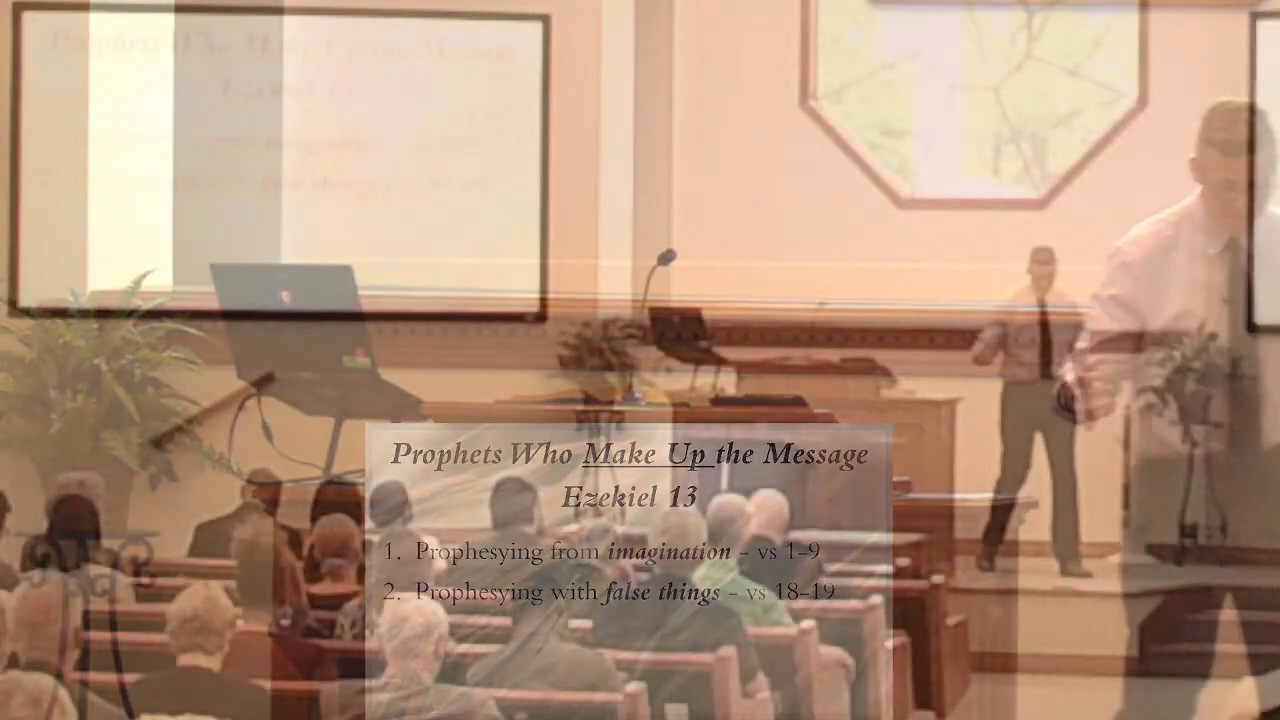 Prophets Who Make Up the Message
Ezekiel 13
1. Prophesying from imagination - vs 1-9
2. Prophesying with false things - vs 18-19